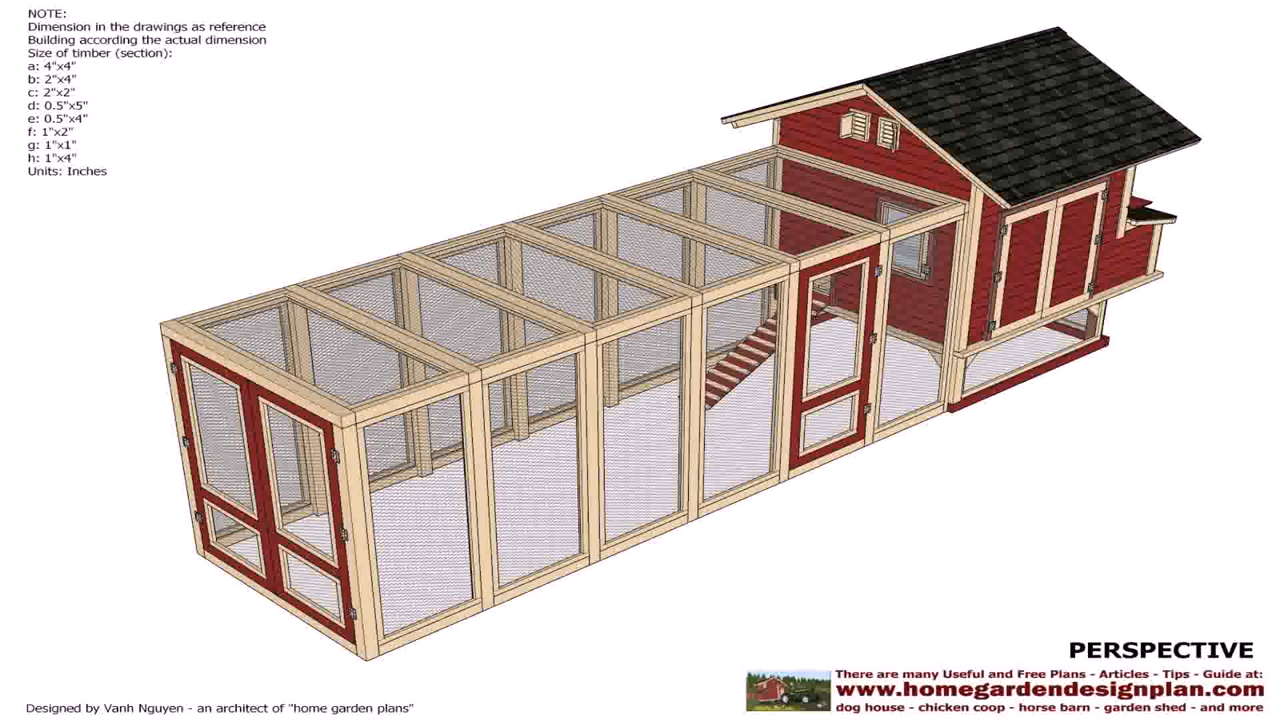 NOTE:
Dimension in the drawings as reference
Building according the actual dimension
Size of timber (section):
a: 4"x4"
b: 2"x4"
c: 2"x2"
d: 0.5"x5"
e: 0.5"x4"
f: 1"x2"
g: 1"x1"
h: 1"x4"
Units: Inches
PERSPECTIVE
There are many Useful and Free Plans - Articles - Tips - Guide at:
www.homegardendesignplan.com
dog house - chicken coop - horse barn - garden shed - and more
Designed by Vanh Nguyen - an architect of "home garden plans"